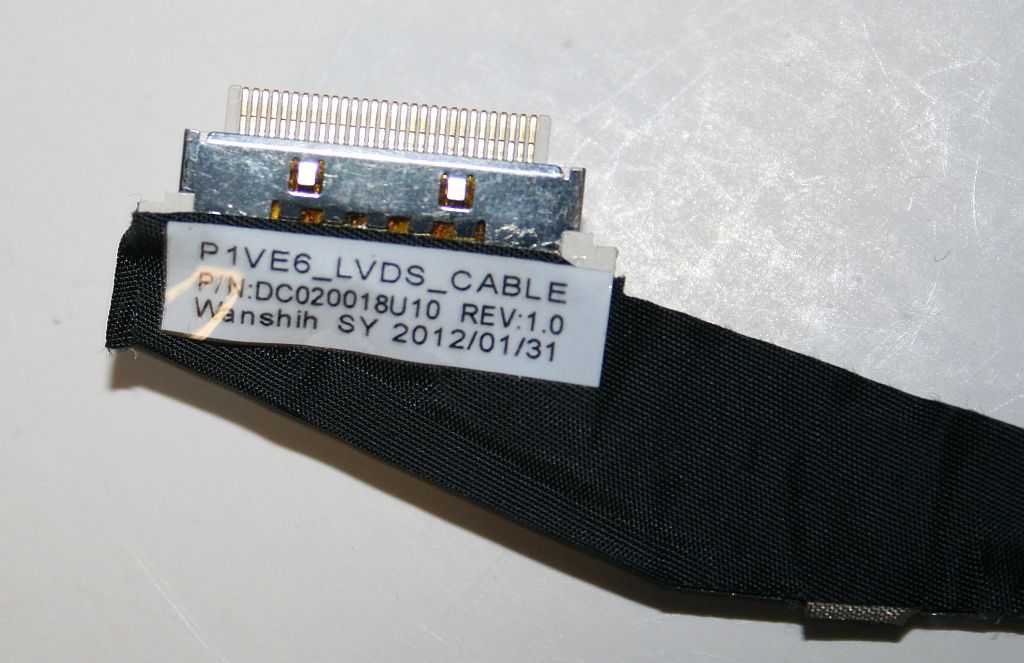 P1VE6_LVDS_CABLE
P/N:DC020018U10 REV:1.0
Wanshih SY 2012/01/31